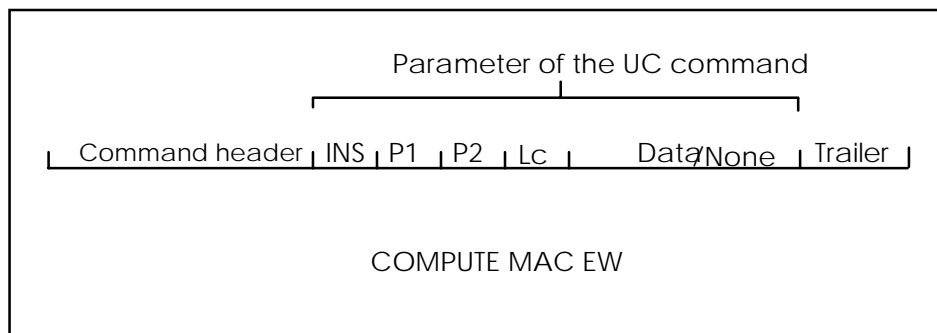 Parameter of the UC command
Command header INS P1 P2 Lc Data/None Trailer
COMPUTE MAC EW